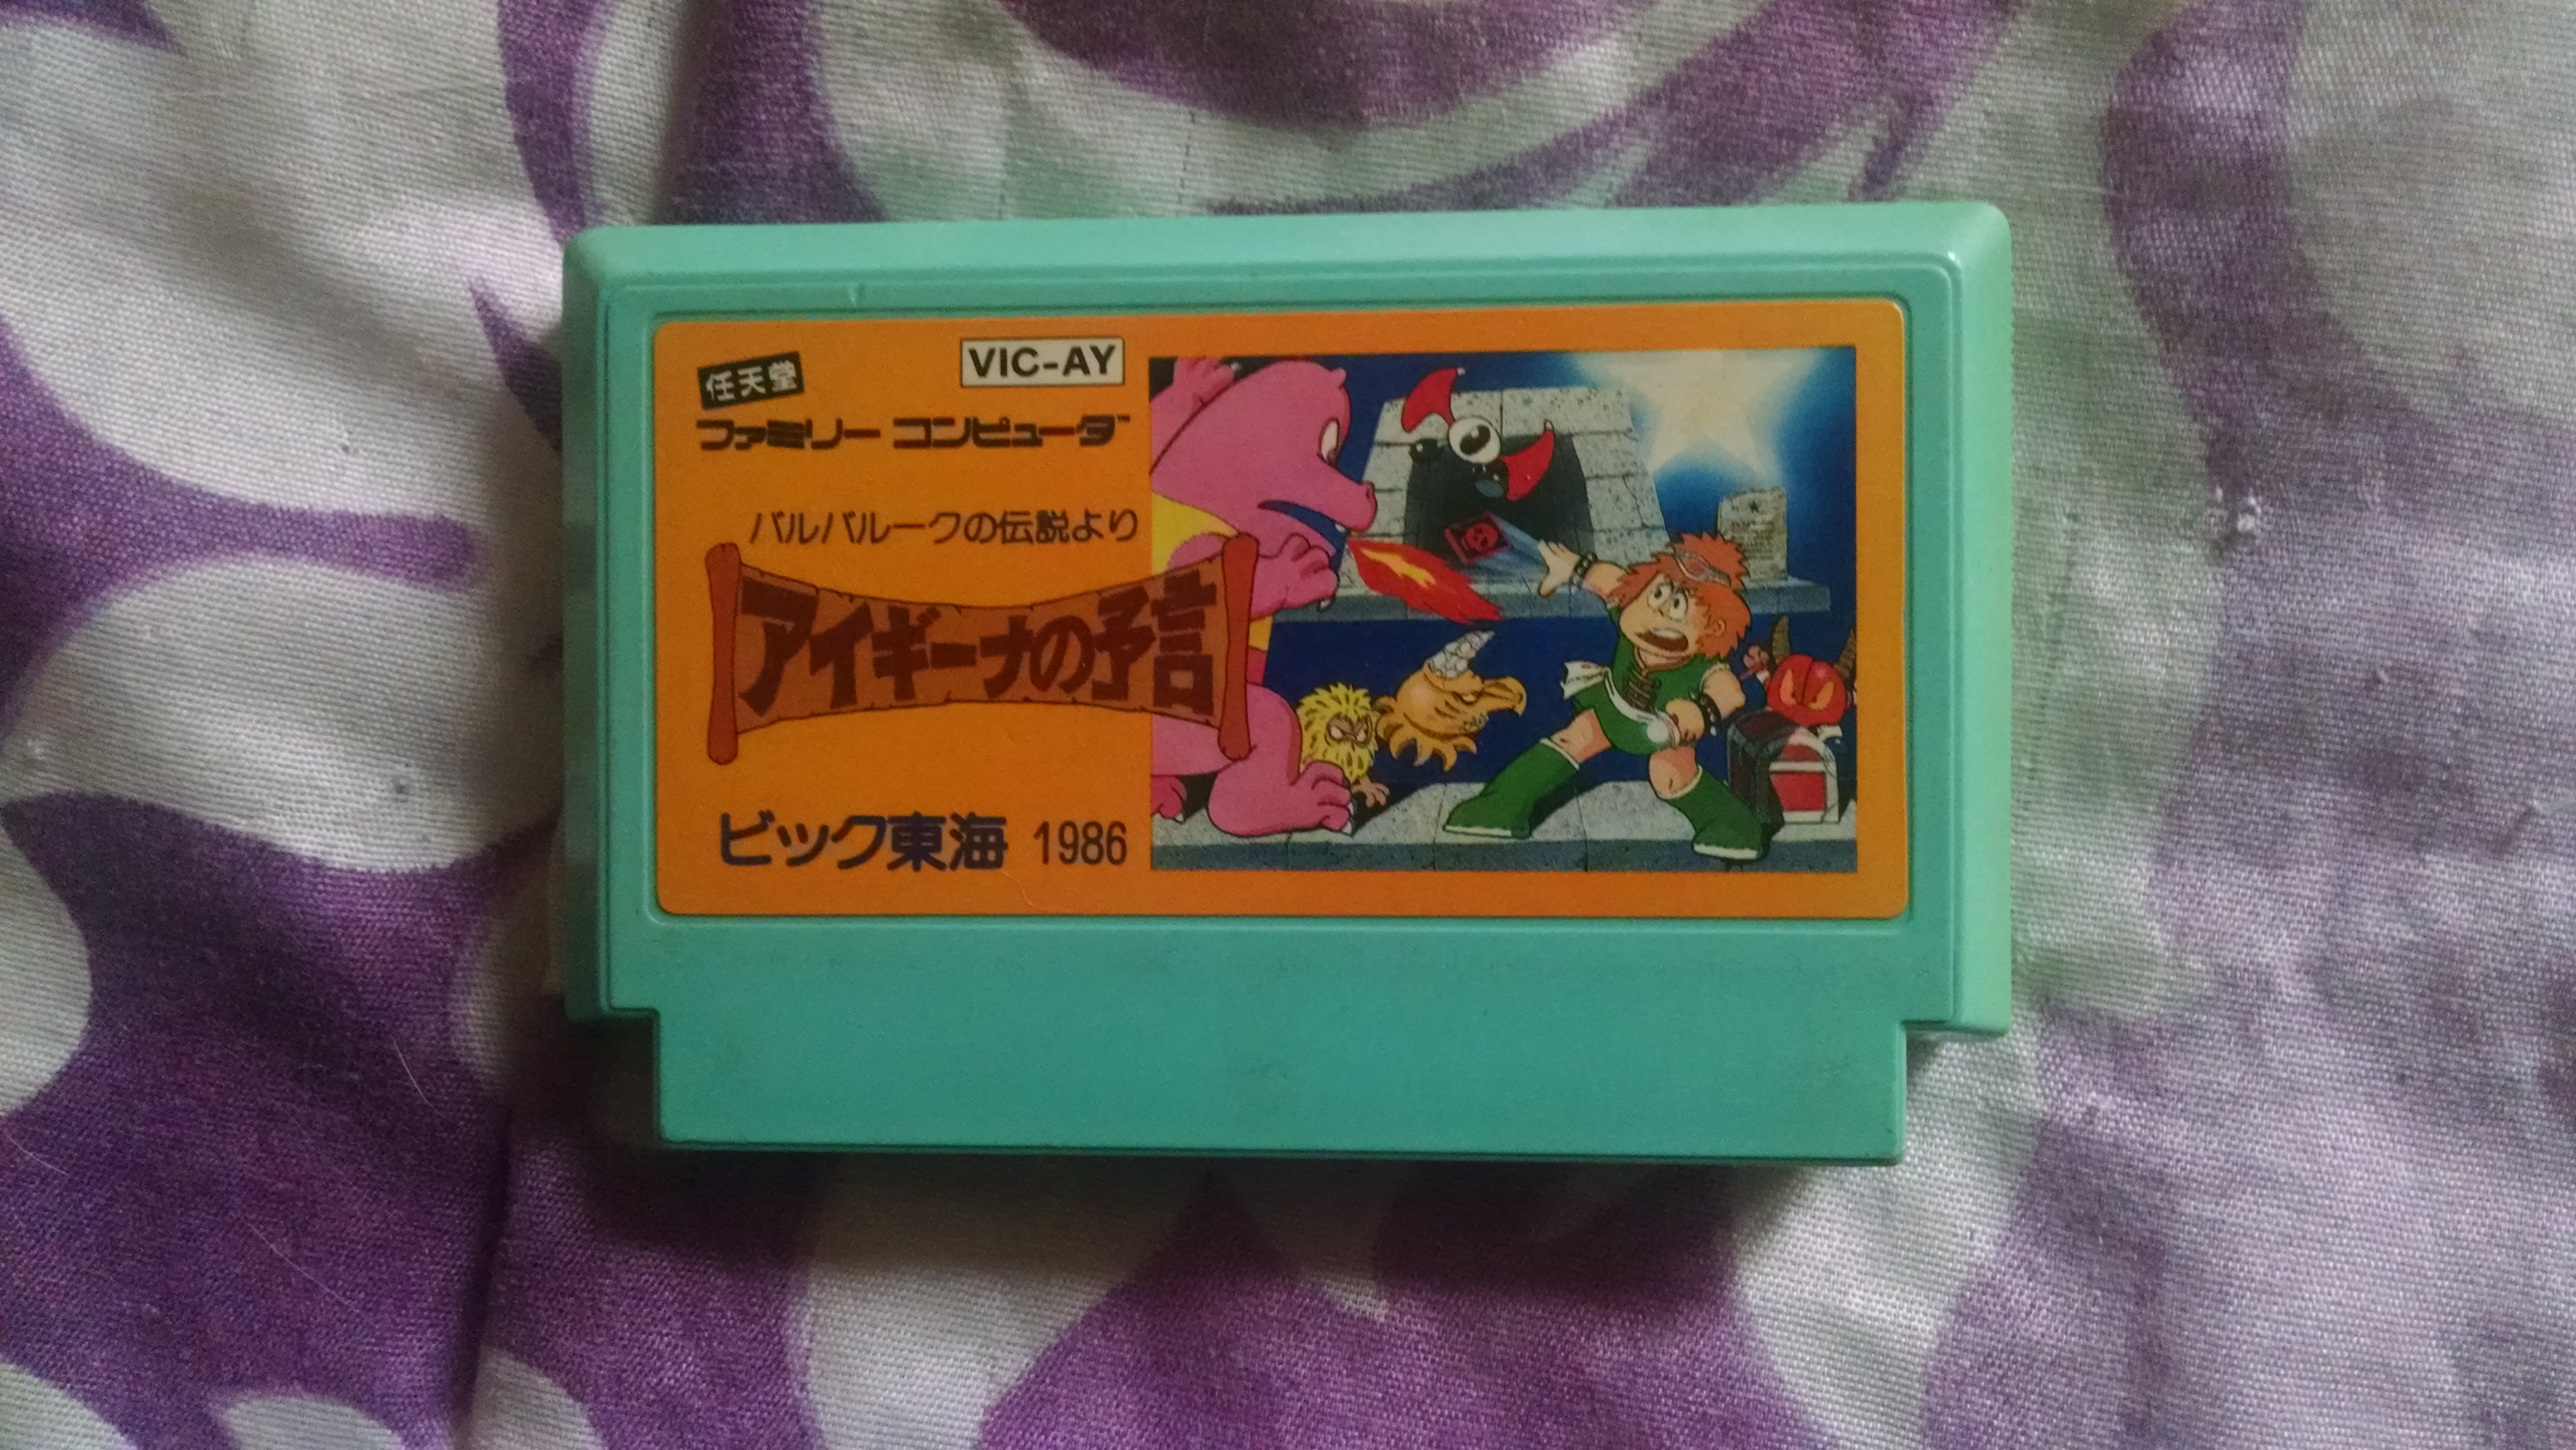 VIC-AY
任天堂
ファミリー コンピュータ™
バルバルークの伝説より
アイギーナの予言
ビック東海 1986